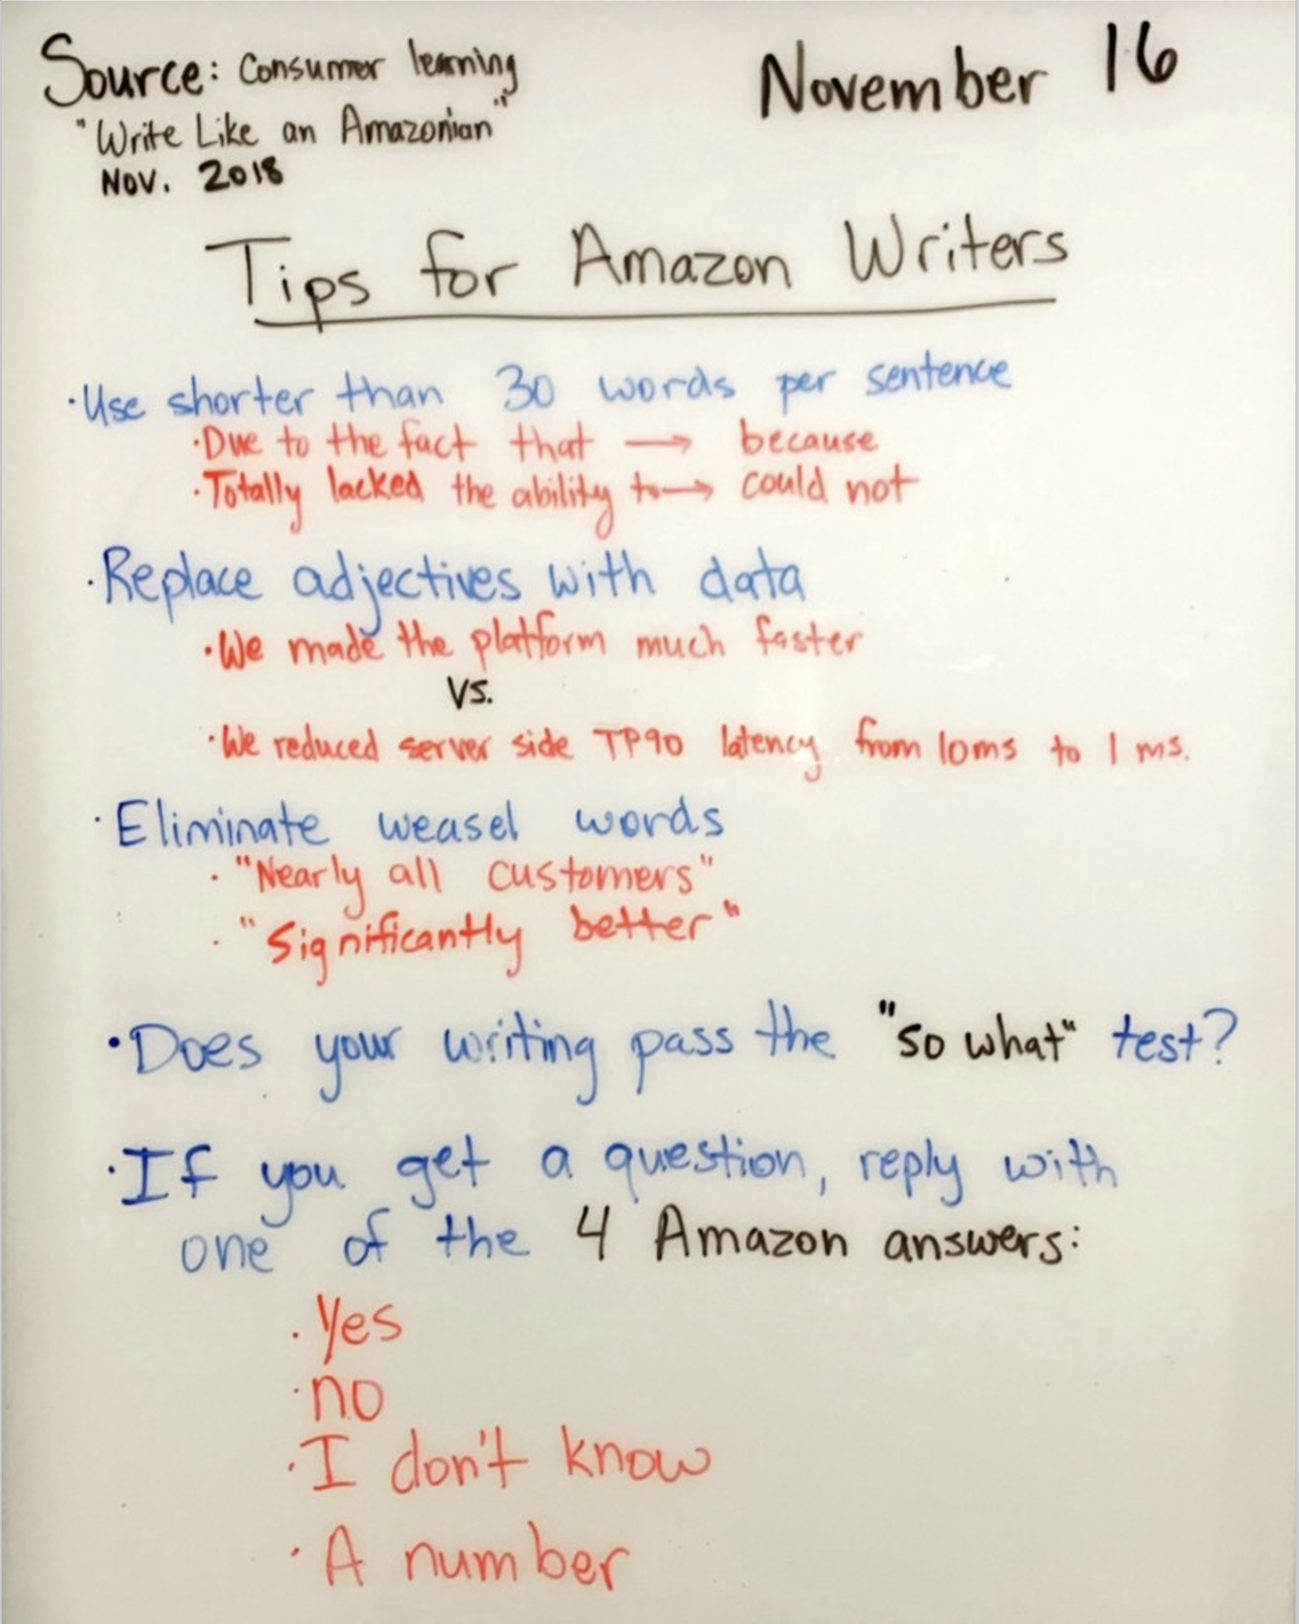 Source: Consumer learning
"Write Like an Amazonian"
Nov. 2018
November 16
Tips for Amazon Writers
· Use shorter than 30 words per sentence
· Due to the fact that → because
· Totally lacked the ability to → could not
· Replace adjectives with data
· We made the platform much faster
VS.
· We reduced server side TP90 latency from 10ms to 1 ms.
· Eliminate weasel words
· "Nearly all customers"
· "Significantly better"
· Does your writing pass the "so what" test?
· If you get a question, reply with
one of the 4 Amazon answers:
· Yes
· no
· I don't know
· A number